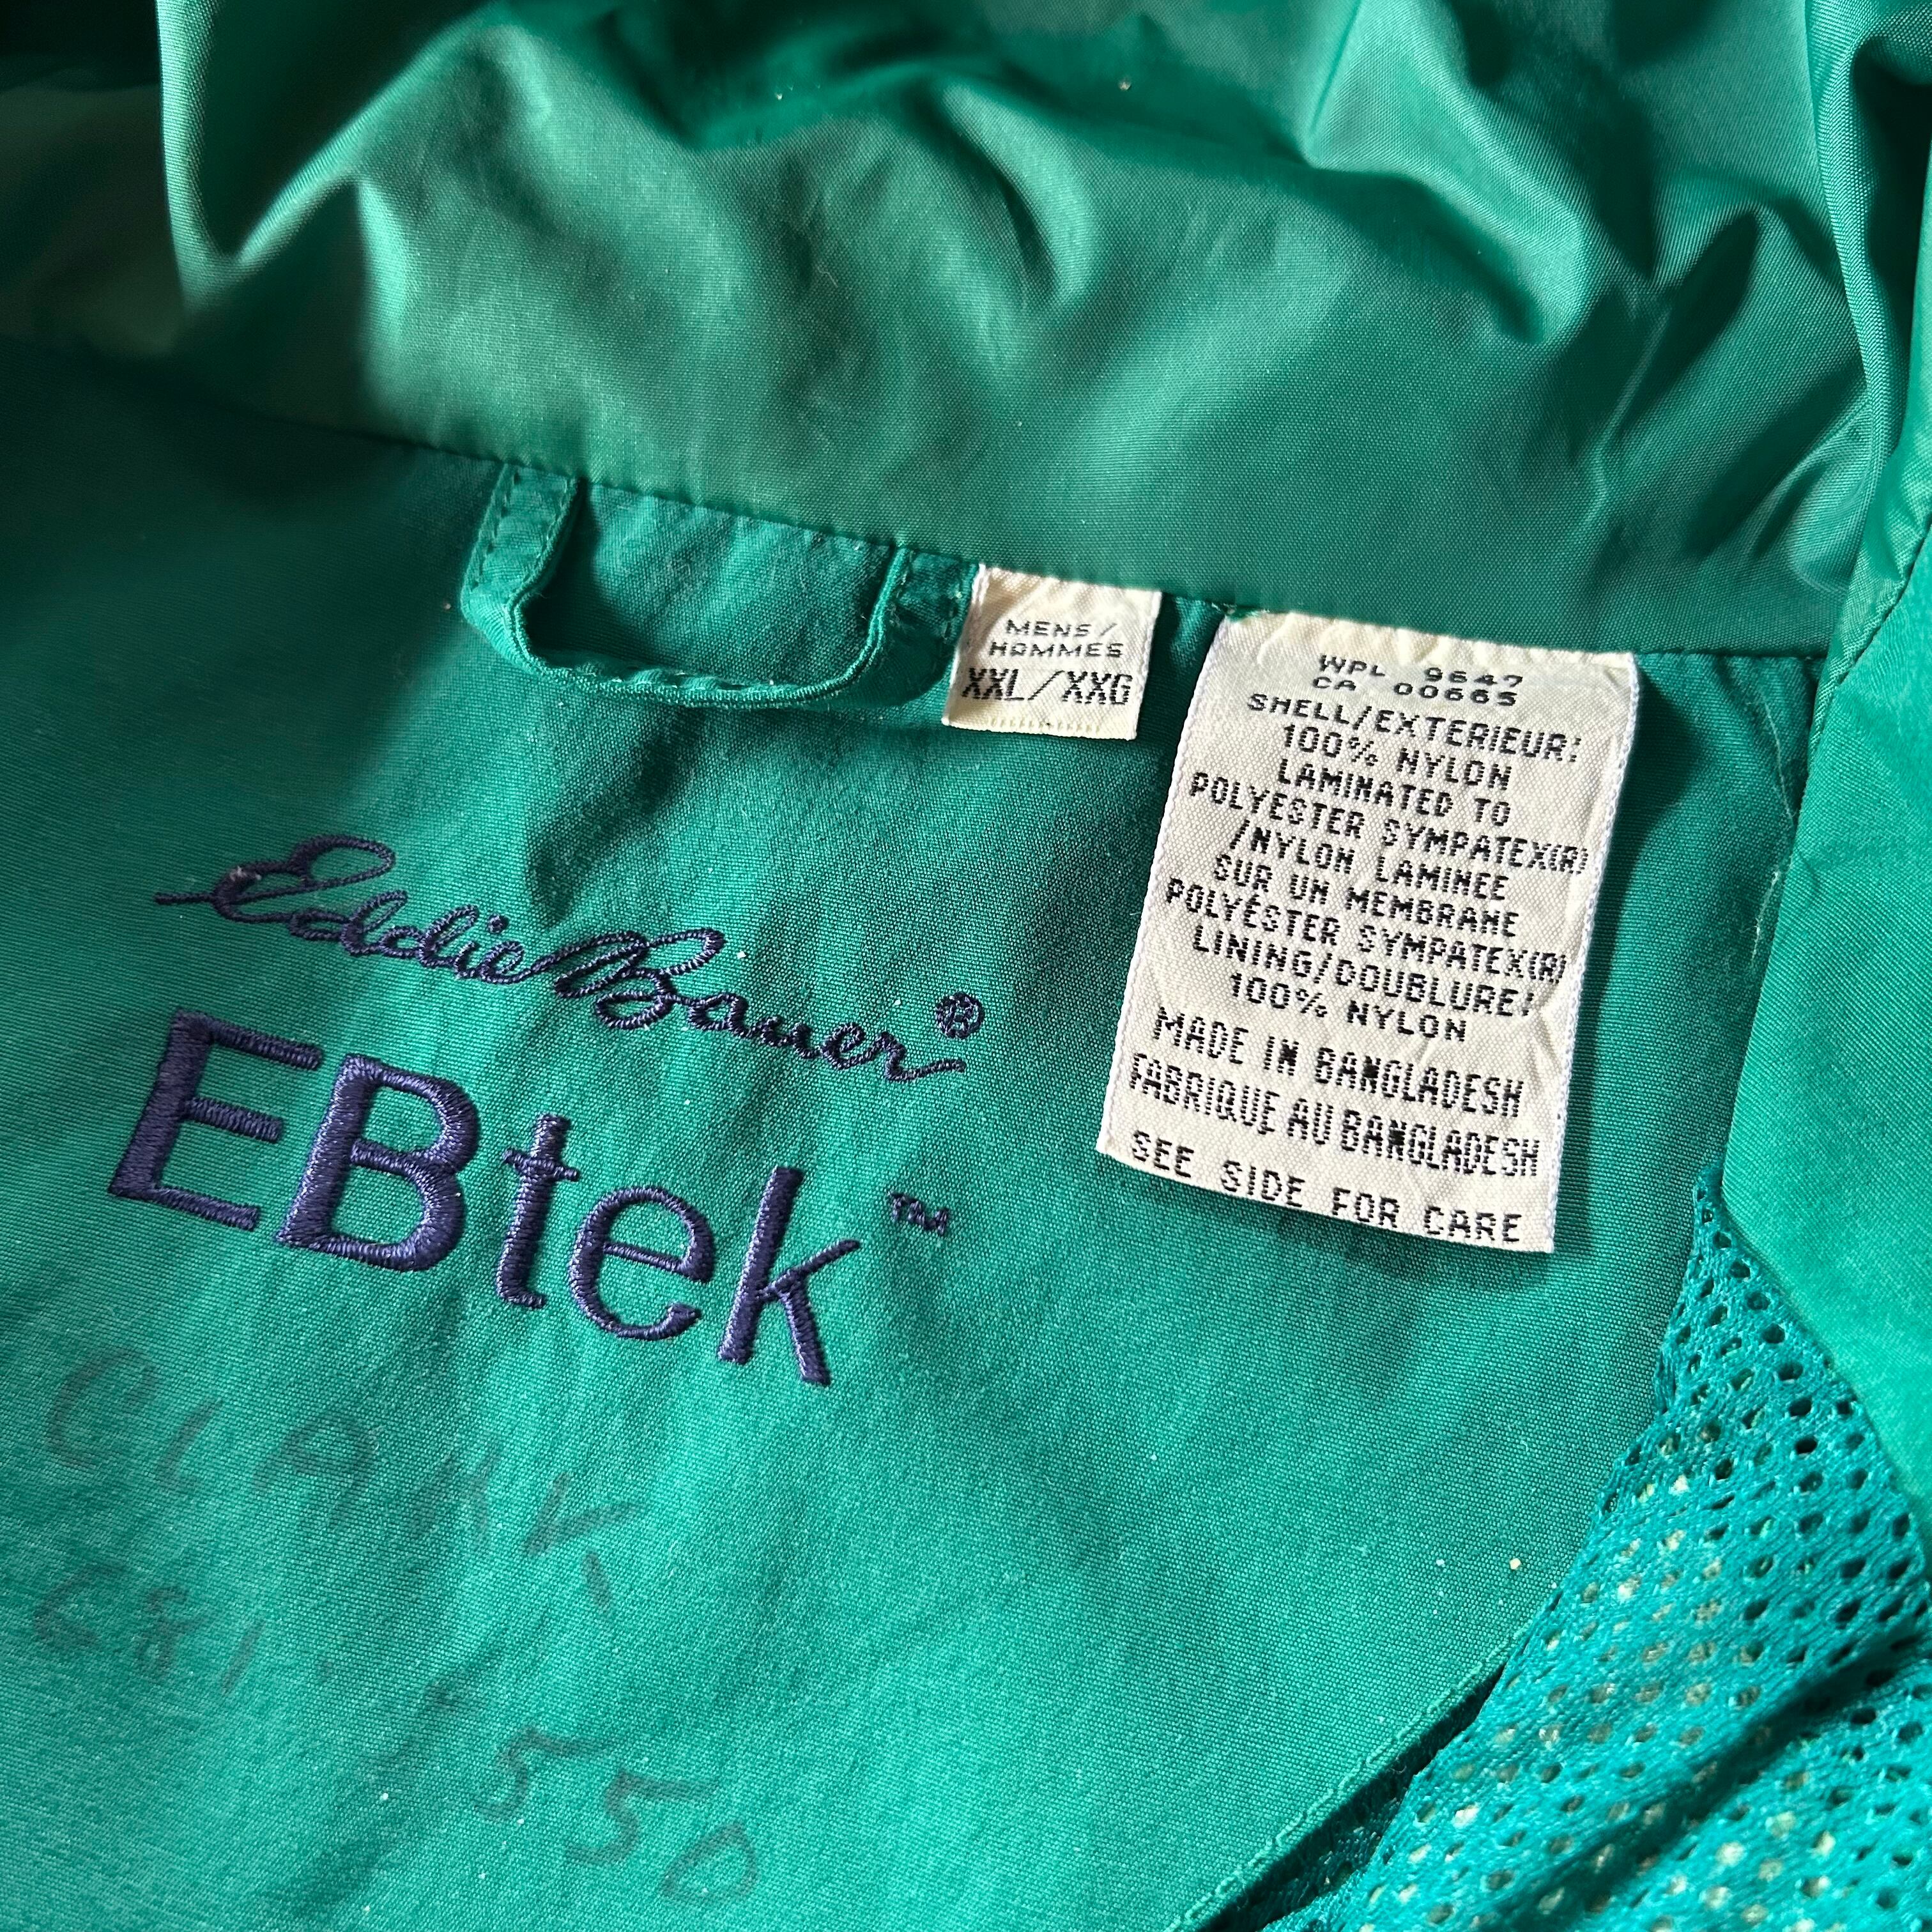 MENS/
HOMMES
XXL/XXG
WPL 9647
CA 00665
SHELL/EXTERIEUR:
100% NYLON
LAMINATED TO
POLYESTER SYMPATEX(R)
/NYLON LAMINEE
SUR UN MEMBRANE
POLYÉSTER SYMPATEX(R)
LINING/DOUBLURE:
100% NYLON
MADE IN BANGLADESH
FABRIQUE AU BANGLADESH
SEE SIDE FOR CARE
Eddie Bauer®
EBtek™
CLARK